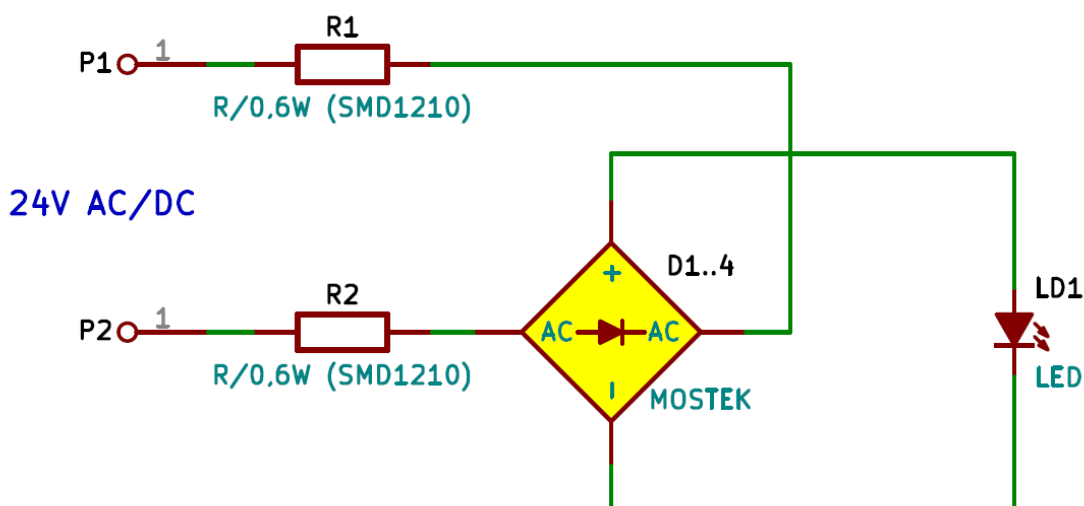 R1
P1 1
R/0,6W (SMD1210)
24V AC/DC
+
D1..4
R2
LD1
P2 1
AC AC
R/0,6W (SMD1210)
LED
-
MOSTEK